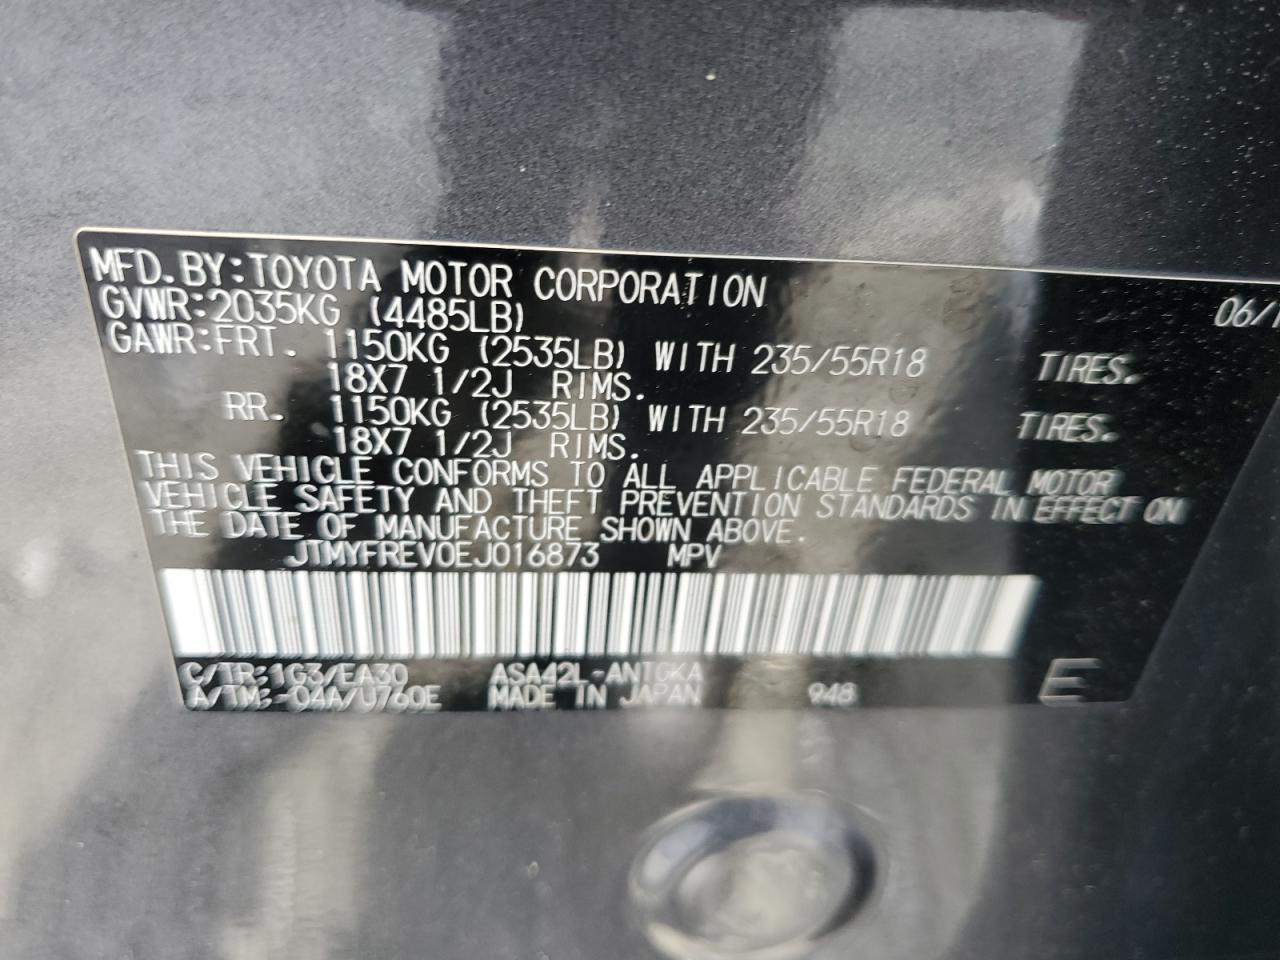 MFD.BY:TOYOTA MOTOR CORPORATION 06/1
GVWR:2035KG (4485LB)
GAWR:FRT. 1150KG (2535LB) WITH 235/55R18 TIRES.
18X7 1/2J RIMS.
RR. 1150KG (2535LB) WITH 235/55R18 TIRES.
18X7 1/2J RIMS.
THIS VEHICLE CONFORMS TO ALL APPLICABLE FEDERAL MOTOR
VEHICLE SAFETY AND THEFT PREVENTION STANDARDS IN EFFECT ON
THE DATE OF MANUFACTURE SHOWN ABOVE.
JTMYFREV0EJ016873 MPV
C/TR:1G3/EA30 ASA42L-ANTGKA
A/TM:-04A/U760E MADE IN JAPAN 948 E